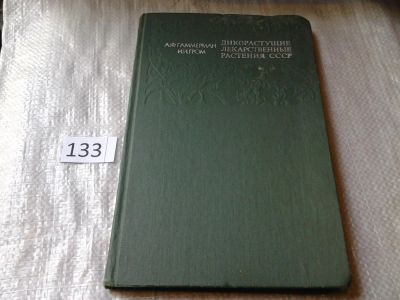 А.Ф. ГАММЕРМАН
И.И. ГРОМ
ДИКОРАСТУЩИЕ
ЛЕКАРСТВЕННЫЕ
РАСТЕНИЯ СССР
133